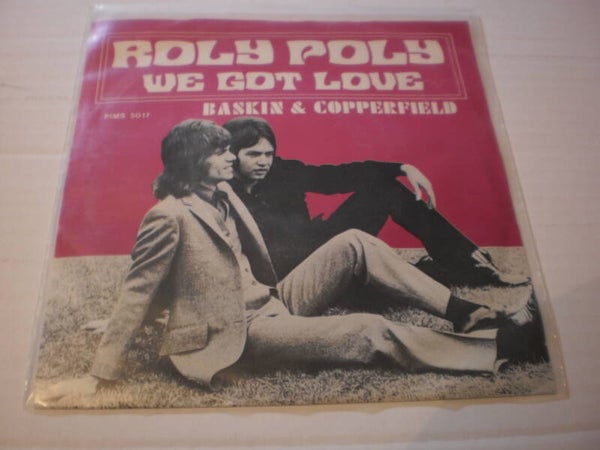 ROLY POLY
WE GOT LOVE
BASKIN & COPPERFIELD
PIMS 5017